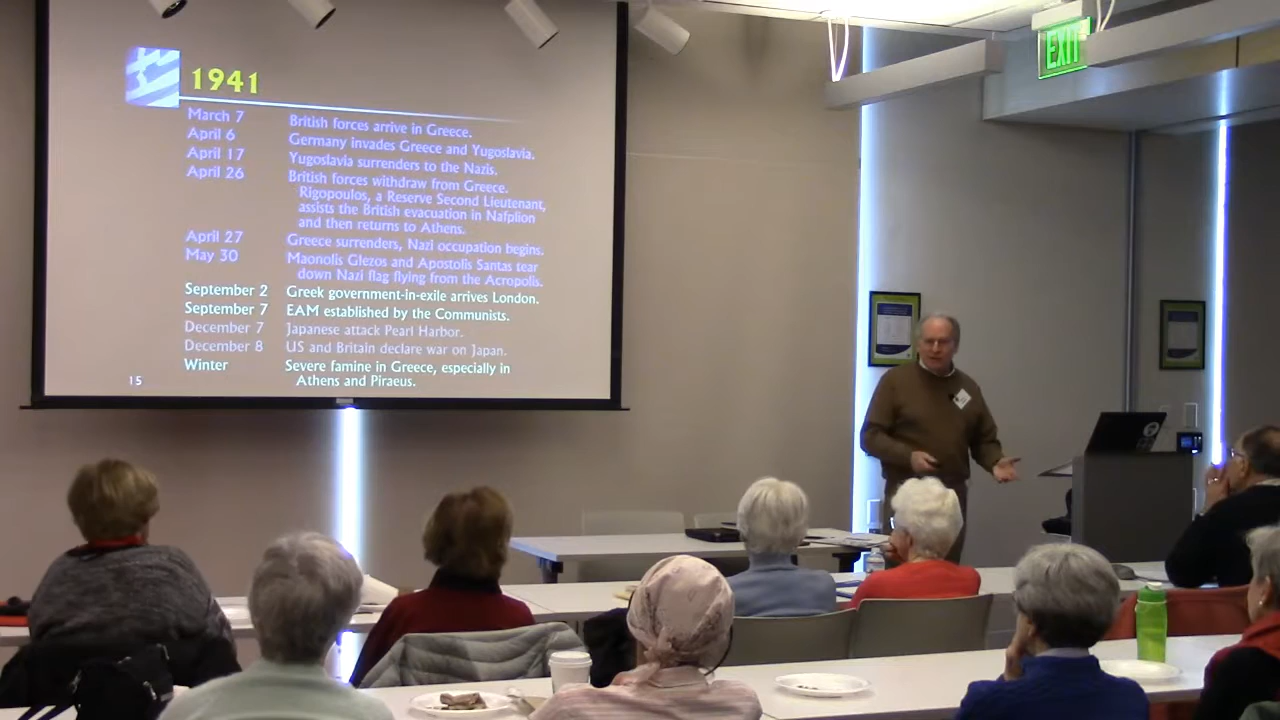 1941
March 7 British forces arrive in Greece.
April 6 Germany invades Greece and Yugoslavia.
April 17 Yugoslavia surrenders to the Nazis.
April 26 British forces withdraw from Greece.
Rigopoulos, a Reserve Second Lieutenant,
assists the British evacuation in Nafplion
and then returns to Athens.
April 27 Greece surrenders, Nazi occupation begins.
May 30 Maonolis Glezos and Apostolis Santas tear
down Nazi flag flying from the Acropolis.
September 2 Greek government-in-exile arrives London.
September 7 EAM established by the Communists.
December 7 Japanese attack Pearl Harbor.
December 8 US and Britain declare war on Japan.
Winter Severe famine in Greece, especially in
Athens and Piraeus.
15
EXIT